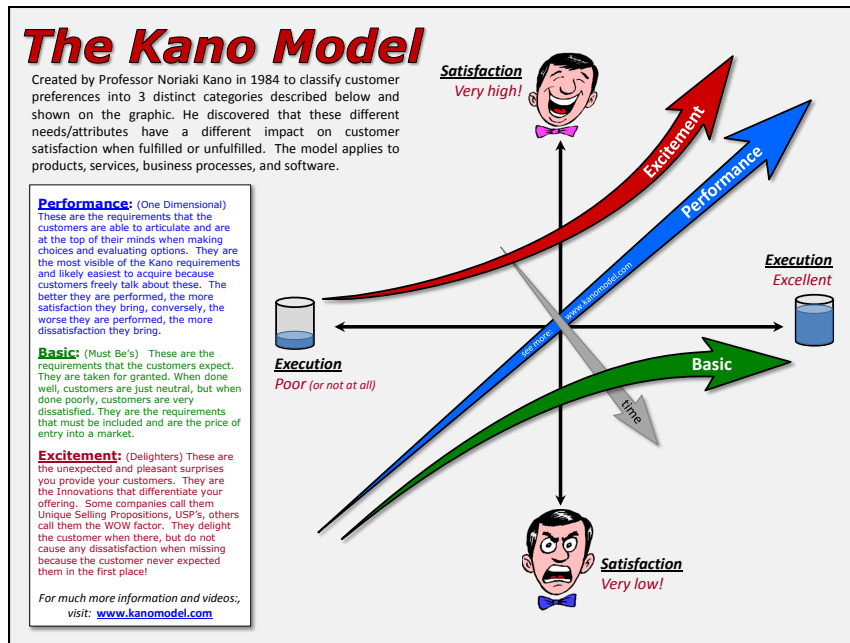 The Kano Model
Created by Professor Noriaki Kano in 1984 to classify customer
preferences into 3 distinct categories described below and
shown on the graphic. He discovered that these different
needs/attributes have a different impact on customer
satisfaction when fulfilled or unfulfilled. The model applies to
products, services, business processes, and software.
Performance: (One Dimensional)
These are the requirements that the
customers are able to articulate and are
at the top of their minds when making
choices and evaluating options. They are
the most visible of the Kano requirements
and likely easiest to acquire because
customers freely talk about these. The
better they are performed, the more
satisfaction they bring, conversely, the
worse they are performed, the more
dissatisfaction they bring.
Basic: (Must Be's) These are the
requirements that the customers expect.
They are taken for granted. When done
well, customers are just neutral, but when
done poorly, customers are very
dissatisfied. They are the requirements
that must be included and are the price of
entry into a market.
Excitement: (Delighters) These are
the unexpected and pleasant surprises
you provide your customers. They are
the Innovations that differentiate your
offering. Some companies call them
Unique Selling Propositions, USP's, others
call them the WOW factor. They delight
the customer when there, but do not
cause any dissatisfaction when missing
because the customer never expected
them in the first place!
For much more information and videos:,
visit: www.kanomodel.com
Satisfaction
Very high!
Excitement
Performance
Execution
Excellent
see more: www.kanomodel.com
Execution
Poor (or not at all)
Basic
time
Satisfaction
Very low!